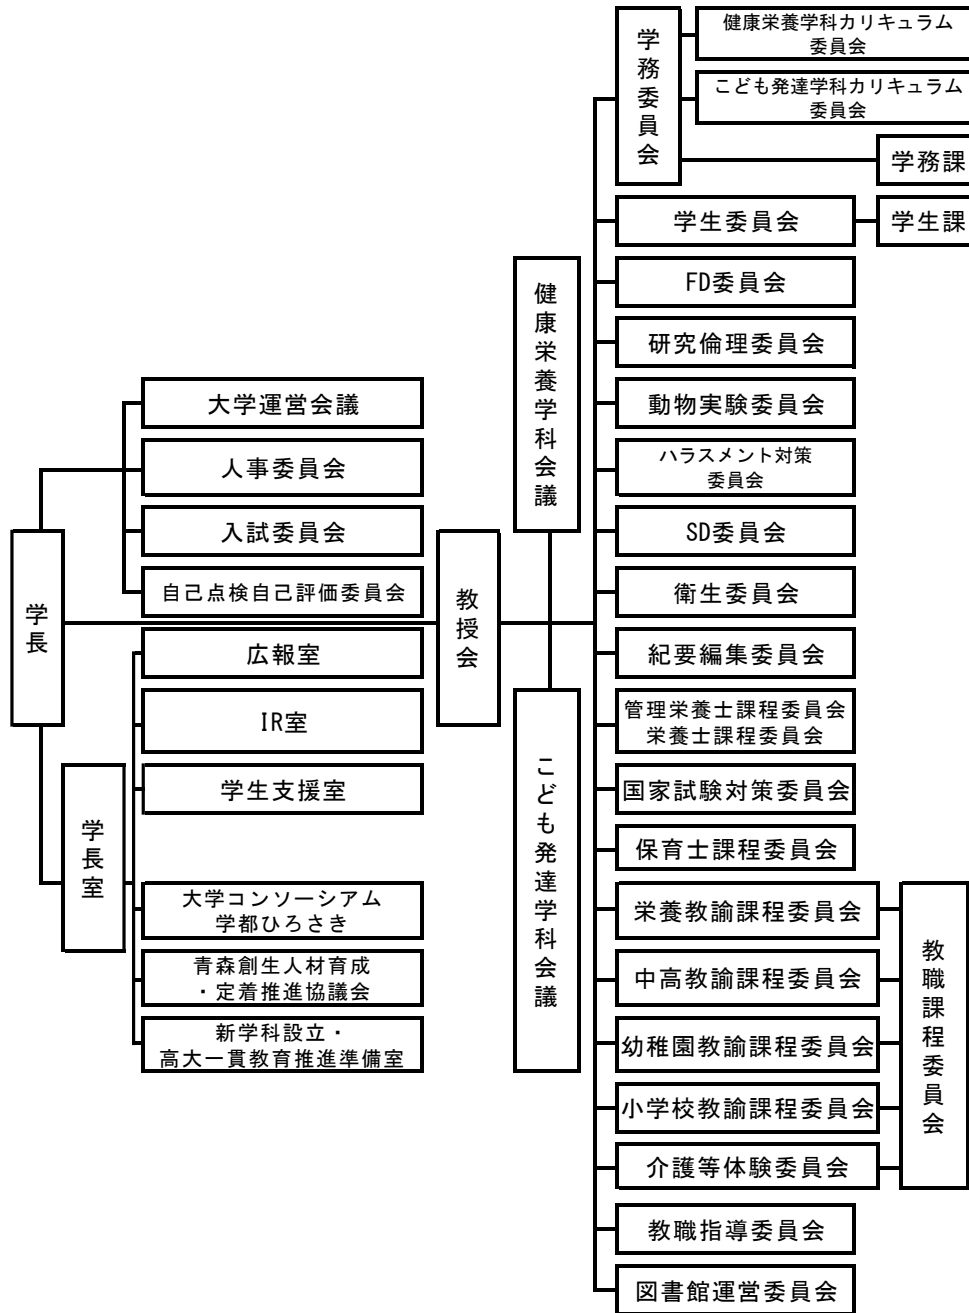 学長
大学運営会議
人事委員会
入試委員会
自己点検自己評価委員会
学長室
広報室
IR室
学生支援室
大学コンソーシアム
学都ひろさき
青森創生人材育成
・定着推進協議会
新学科設立・
高大一貫教育推進準備室
教授会
健康栄養学科会議
こども発達学科会議
学務委員会
健康栄養学科カリキュラム
委員会
こども発達学科カリキュラム
委員会
学務課
学生委員会
学生課
FD委員会
研究倫理委員会
動物実験委員会
ハラスメント対策
委員会
SD委員会
衛生委員会
紀要編集委員会
管理栄養士課程委員会
栄養士課程委員会
国家試験対策委員会
保育士課程委員会
栄養教諭課程委員会
中高教諭課程委員会
幼稚園教諭課程委員会
小学校教諭課程委員会
介護等体験委員会
教職課程委員会
教職指導委員会
図書館運営委員会